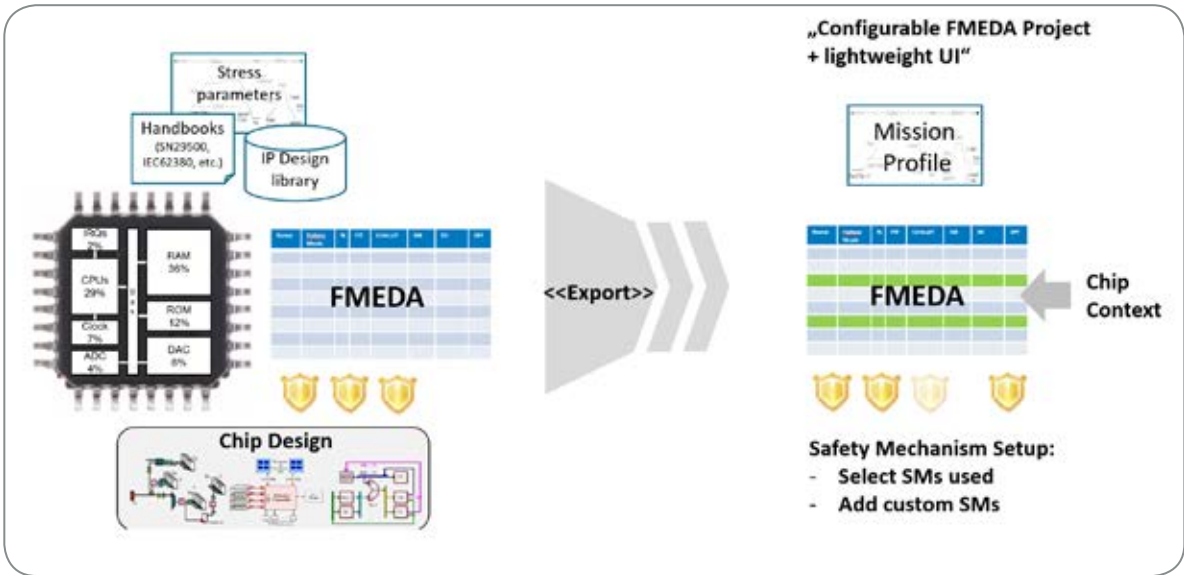 „Configurable FMEDA Project
+ lightweight UI“
Stress
parameters
Handbooks
(SN29500,
IEC62380, etc.)
IP Design
library
Mission
Profile
IRQs
2%
CPUs
29%
Clock
7%
ADC
4%
RAM
36%
ROM
DAC
FMEDA
<<Export>>
FMEDA
Chip
Context
Chip Design
Safety Mechanism Setup:
- Select SMs used
- Add custom SMs